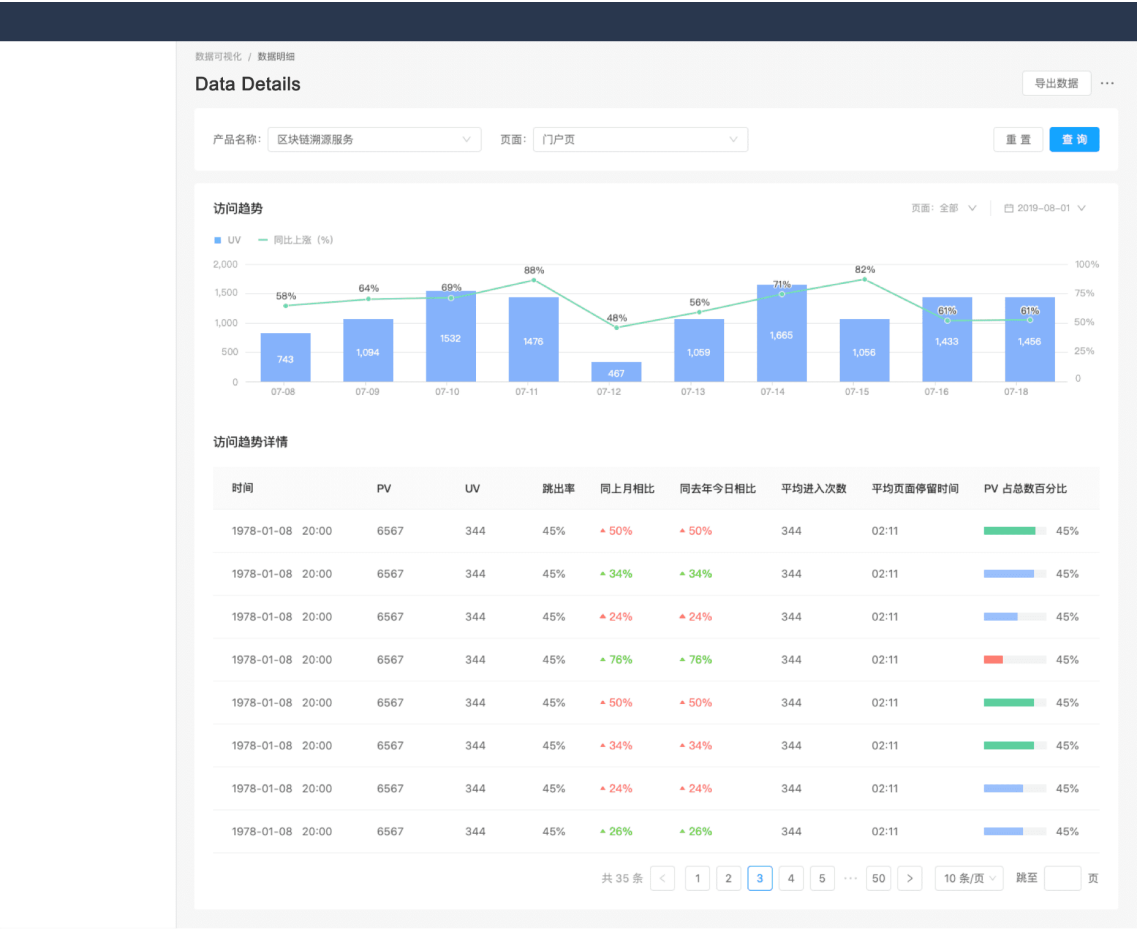 数据可视化 / 数据明细
Data Details
导出数据 ···
产品名称: 区块链溯源服务 页面: 门户页 重 置 查 询
访问趋势 页面: 全部 2019-08-01
UV 同比上涨 (%)
2,000 100%
1,500 75%
1,000 50%
500 25%
0 0
58% 64% 69% 88% 48% 56% 71% 82% 61% 61%
743 1,094 1532 1476 467 1,059 1,665 1,056 1,433 1,456
07-08 07-09 07-10 07-11 07-12 07-13 07-14 07-15 07-16 07-18
访问趋势详情
时间 PV UV 跳出率 同上月相比 同去年今日相比 平均进入次数 平均页面停留时间 PV 占总数百分比
1978-01-08 20:00 6567 344 45% 50% 50% 344 02:11 45%
1978-01-08 20:00 6567 344 45% 34% 34% 344 02:11 45%
1978-01-08 20:00 6567 344 45% 24% 24% 344 02:11 45%
1978-01-08 20:00 6567 344 45% 76% 76% 344 02:11 45%
1978-01-08 20:00 6567 344 45% 50% 50% 344 02:11 45%
1978-01-08 20:00 6567 344 45% 34% 34% 344 02:11 45%
1978-01-08 20:00 6567 344 45% 24% 24% 344 02:11 45%
1978-01-08 20:00 6567 344 45% 26% 26% 344 02:11 45%
共 35 条 < 1 2 3 4 5 ··· 50 > 10 条/页 跳至 页